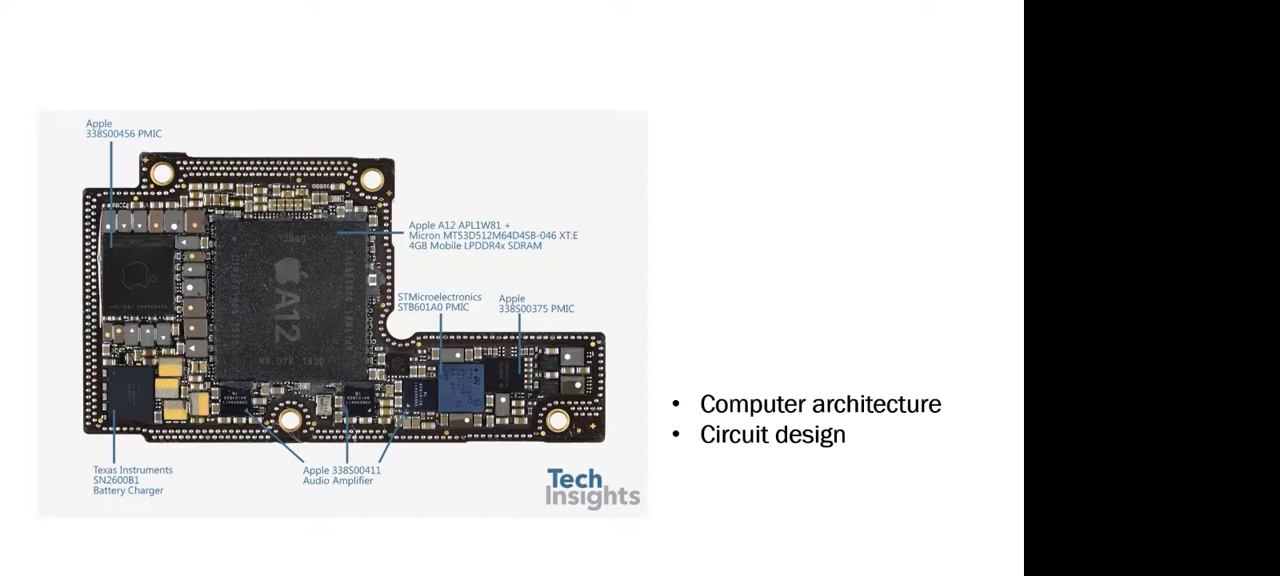 Apple
338S00456 PMIC
Apple A12 APL1W81 +
Micron MT53D512M64D4SB-046 XT:E
4GB Mobile LPDDR4x SDRAM
STMicroelectronics
STB601A0 PMIC
Apple
338S00375 PMIC
A12
• Computer architecture
• Circuit design
Texas Instruments
SN2600B1
Battery Charger
Apple 338S00411
Audio Amplifier
Tech
Insights